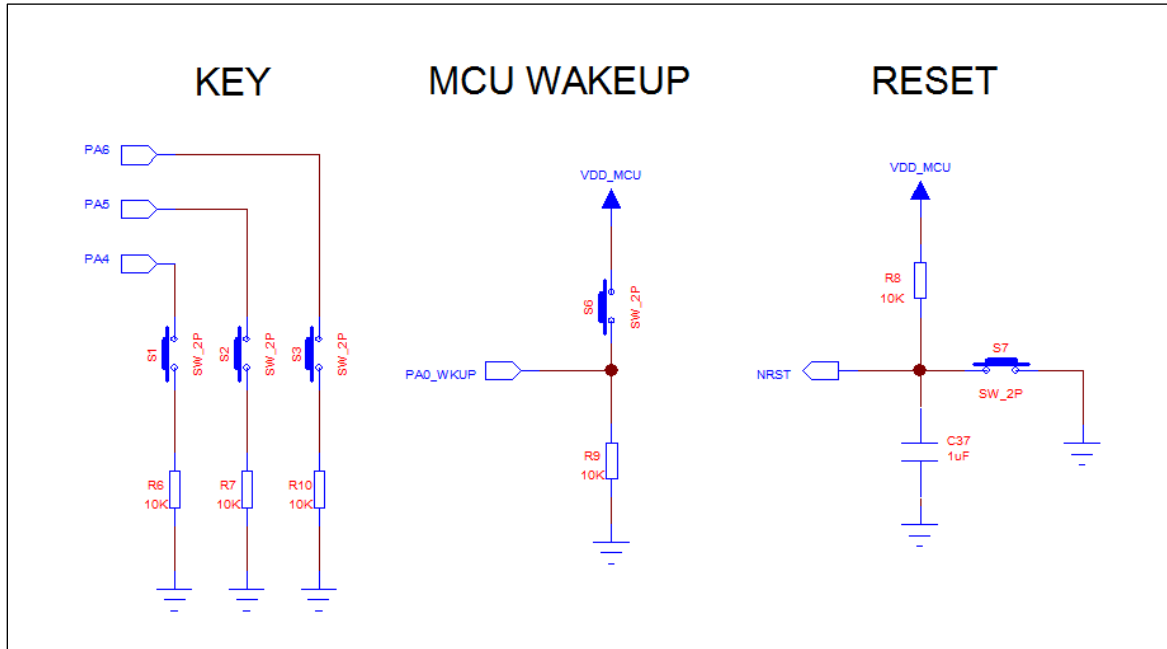 KEY
PA6
PA5
PA4
S1
SW_2P
S2
SW_2P
S3
SW_2P
R6
10K
R7
10K
R10
10K
MCU WAKEUP
VDD_MCU
S6
SW_2P
PA0_WKUP
R9
10K
RESET
VDD_MCU
R8
10K
NRST
S7
SW_2P
C37
1uF